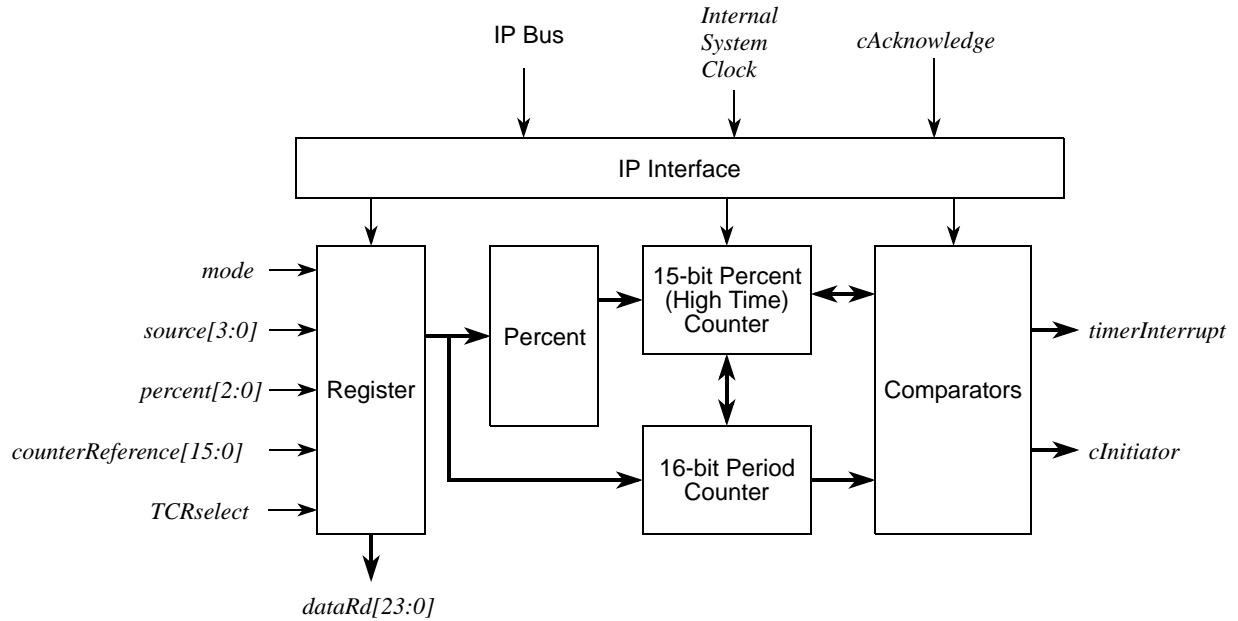 IP Bus
Internal
System
Clock
cAcknowledge
IP Interface
mode
source[3:0]
percent[2:0]
counterReference[15:0]
TCRselect
Register
Percent
15-bit Percent
(High Time)
Counter
16-bit Period
Counter
Comparators
timerInterrupt
cInitiator
dataRd[23:0]